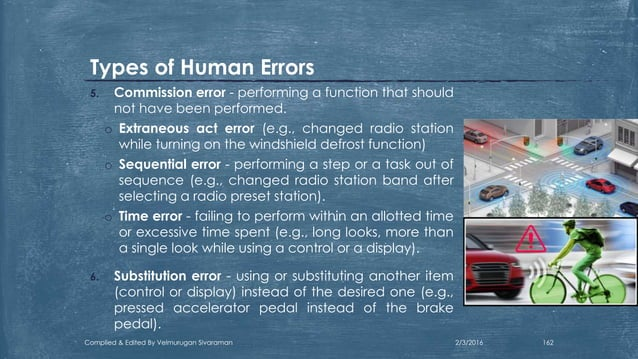 Types of Human Errors
5. Commission error - performing a function that should
not have been performed.
o Extraneous act error (e.g., changed radio station
while turning on the windshield defrost function)
o Sequential error - performing a step or a task out of
sequence (e.g., changed radio station band after
selecting a radio preset station).
o Time error - failing to perform within an allotted time
or excessive time spent (e.g., long looks, more than
a single look while using a control or a display).
6. Substitution error - using or substituting another item
(control or display) instead of the desired one (e.g.,
pressed accelerator pedal instead of the brake
pedal).
Complied & Edited By Velmurugan Sivaraman 2/3/2016 162